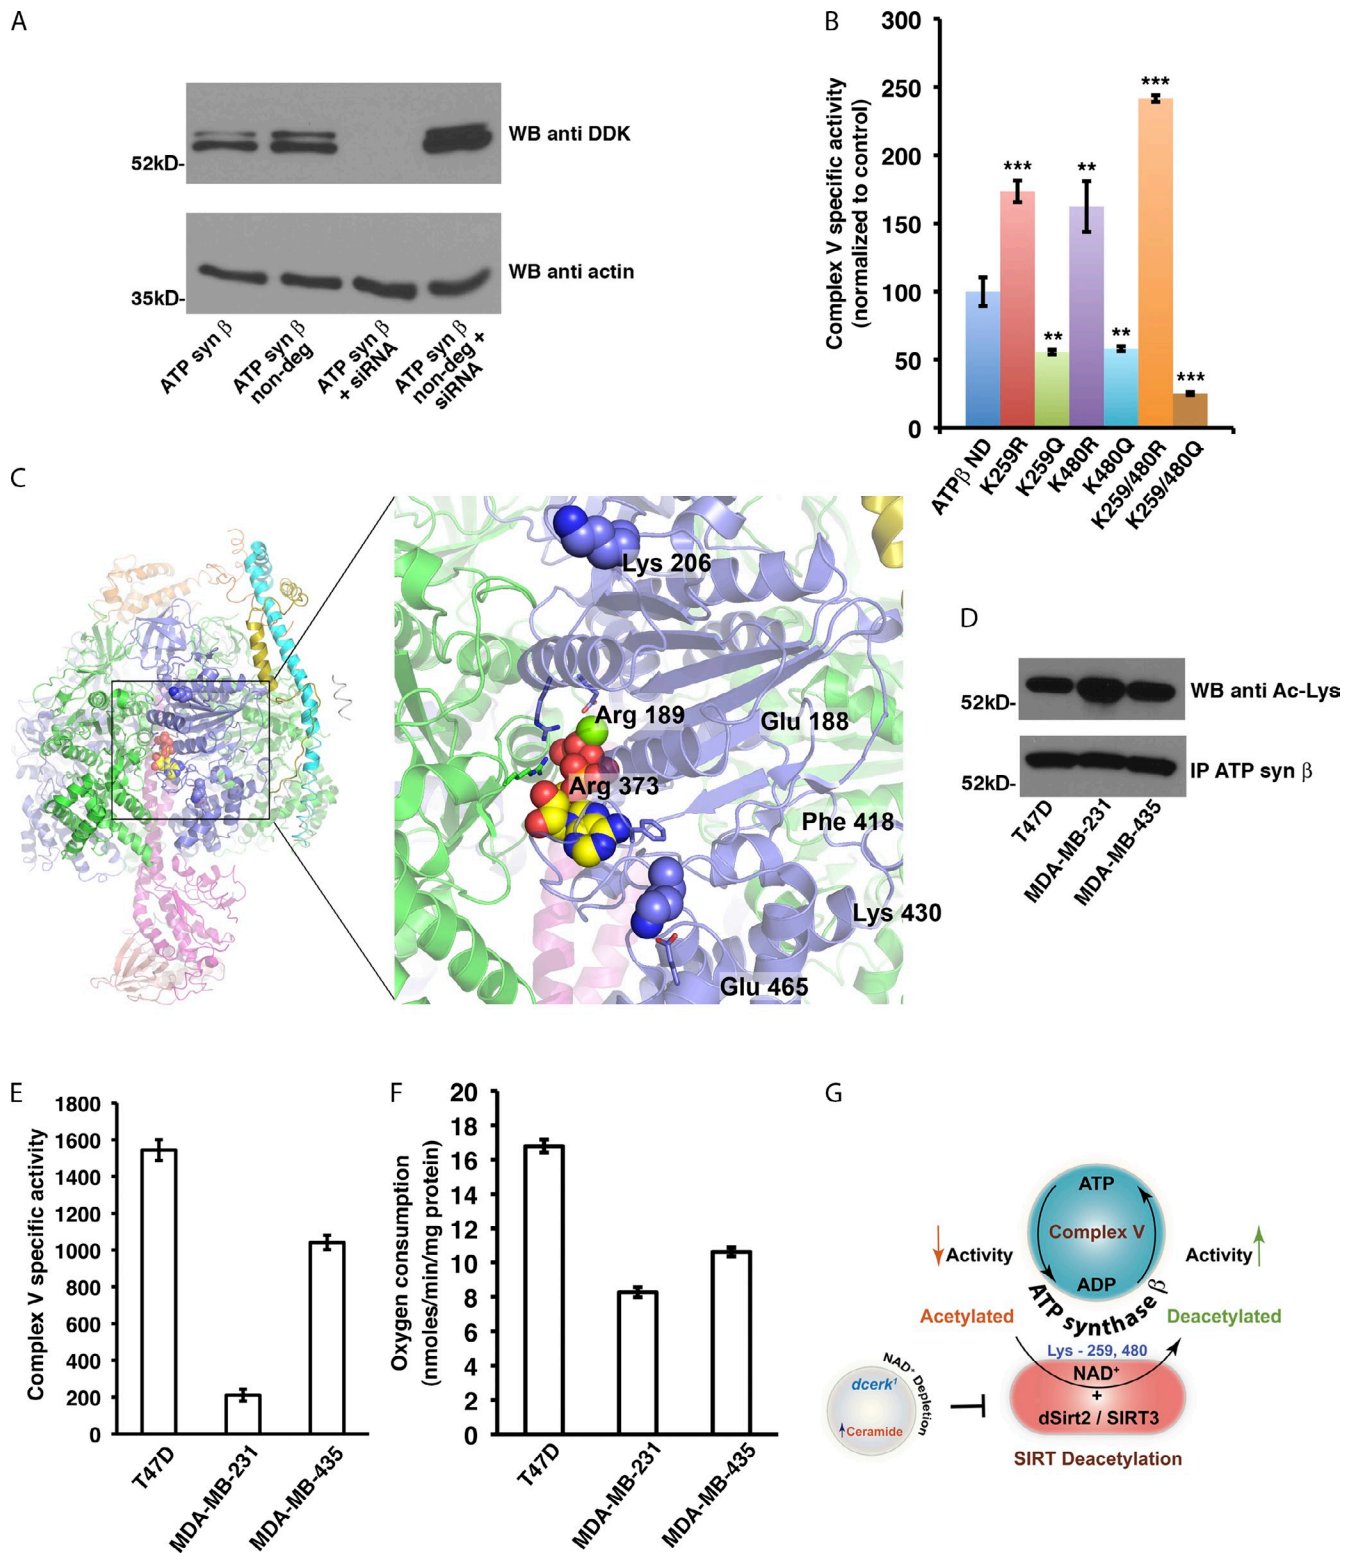 A
WB anti DDK
52kD-
WB anti actin
35kD-
ATP syn β
ATP syn β
non-deg
ATP syn β
+ siRNA
ATP syn β
non-deg +
siRNA
B
Complex V specific activity
(normalized to control)
300
250
200
150
100
50
0
***
**
**
**
***
***
ATPβ ND
K259R
K259Q
K480R
K480Q
K259/480R
K259/480Q
C
Lys 206
Arg 189
Glu 188
Arg 373
Phe 418
Lys 430
Glu 465
D
WB anti Ac-Lys
52kD-
IP ATP syn β
52kD-
T47D
MDA-MB-231
MDA-MB-435
E
Complex V specific activity
1800
1600
1400
1200
1000
800
600
400
200
0
T47D
MDA-MB-231
MDA-MB-435
F
Oxygen consumption
(nmoles/min/mg protein)
20
18
16
14
12
10
8
6
4
2
0
T47D
MDA-MB-231
MDA-MB-435
G
ATP
Complex V
ADP
Activity
Activity
ATP synthase β
Acetylated
Deacetylated
Lys - 259, 480
NAD⁺
+
dSirt2 / SIRT3
SIRT Deacetylation
NAD⁺ Depletion
dcerk¹
Ceramide